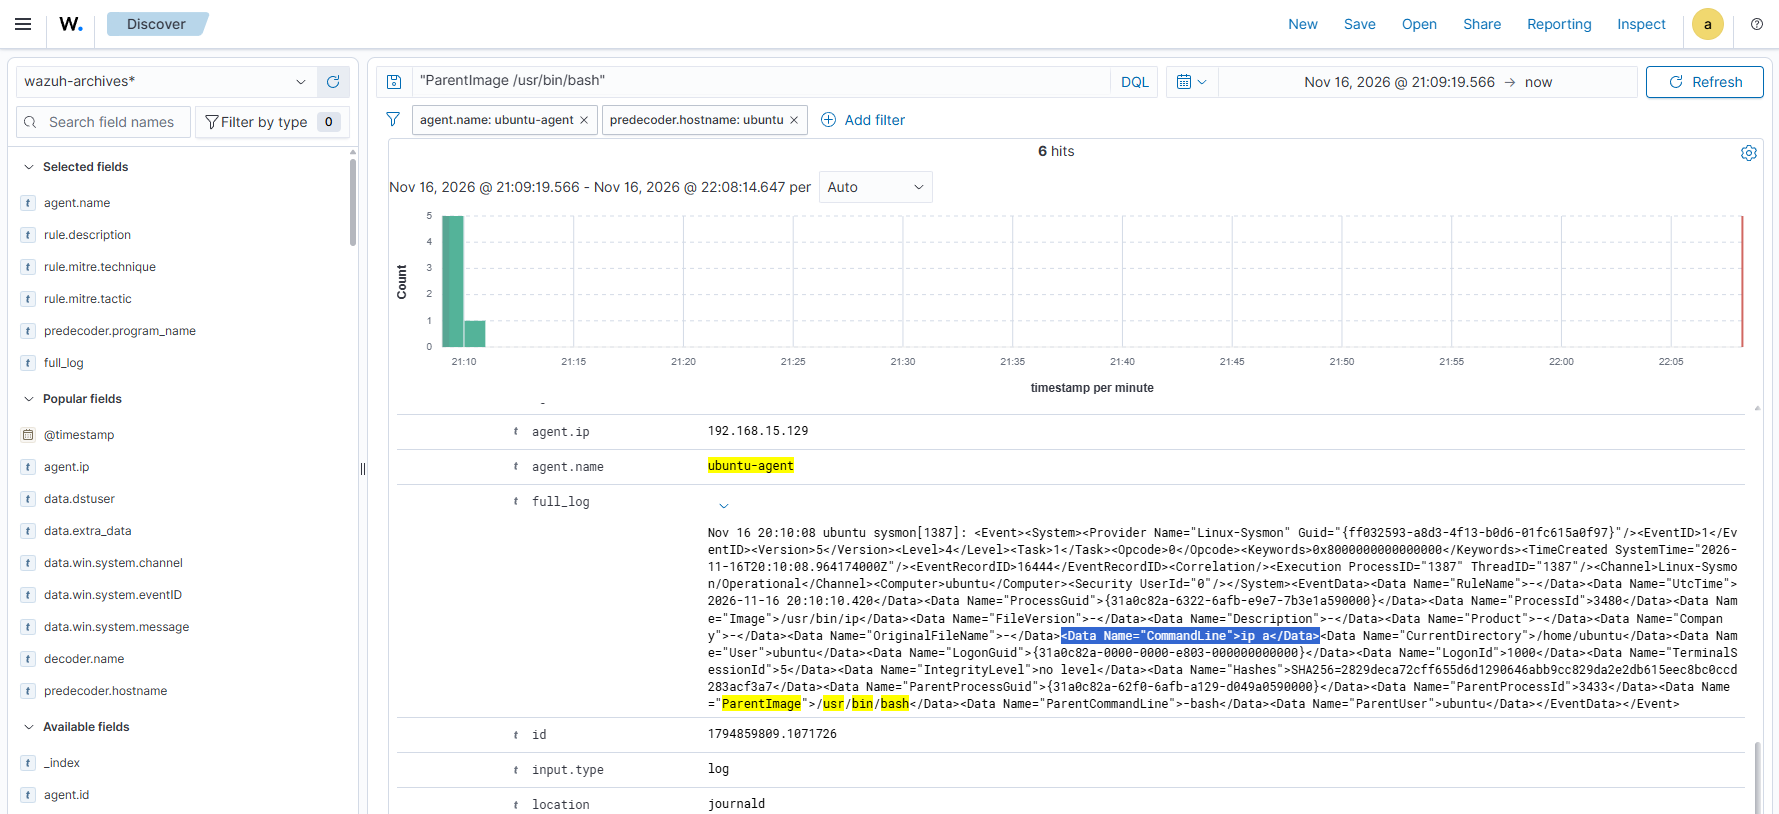 W.
Discover
New
Save
Open
Share
Reporting
Inspect
a
wazuh-archives*
Search field names
Filter by type 0
Selected fields
t agent.name
t rule.description
t rule.mitre.technique
t rule.mitre.tactic
t predecoder.program_name
t full_log
Popular fields
@timestamp
t agent.ip
t data.dstuser
t data.extra_data
t data.win.system.channel
t data.win.system.eventID
t data.win.system.message
t decoder.name
t predecoder.hostname
Available fields
t _index
t agent.id
"ParentImage /usr/bin/bash"
DQL
Nov 16, 2026 @ 21:09:19.566 → now
Refresh
agent.name: ubuntu-agent ×
predecoder.hostname: ubuntu ×
Add filter
6 hits
Nov 16, 2026 @ 21:09:19.566 - Nov 16, 2026 @ 22:08:14.647 per
Auto
Count
5
4
3
2
1
0
21:10
21:15
21:20
21:25
21:30
21:35
21:40
21:45
21:50
21:55
22:00
22:05
timestamp per minute
t agent.ip 192.168.15.129
t agent.name ubuntu-agent
t full_log
Nov 16 20:10:08 ubuntu sysmon[1387]: <Event><System><Provider Name="Linux-Sysmon" Guid="{ff032593-a8d3-4f13-b0d6-01fc615a0f97}"/><EventID>1</Ev
entID><Version>5</Version><Level>4</Level><Task>1</Task><Opcode>0</Opcode><Keywords>0x8000000000000000</Keywords><TimeCreated SystemTime="2026-
11-16T20:10:08.964174000Z"/><EventRecordID>16444</EventRecordID><Correlation/><Execution ProcessID="1387" ThreadID="1387"/><Channel>Linux-Sysmo
n/Operational</Channel><Computer>ubuntu</Computer><Security UserId="0"/></System><EventData><Data Name="RuleName">-</Data><Data Name="UtcTime">
2026-11-16 20:10:10.420</Data><Data Name="ProcessGuid">{31a0c82a-6322-6afb-e9e7-7b3e1a590000}</Data><Data Name="ProcessId">3480</Data><Data Nam
e="Image">/usr/bin/ip</Data><Data Name="FileVersion">-</Data><Data Name="Description">-</Data><Data Name="Product">-</Data><Data Name="Compan
y">-</Data><Data Name="OriginalFileName">-</Data><Data Name="CommandLine">ip a</Data><Data Name="CurrentDirectory">/home/ubuntu</Data><Data Nam
e="User">ubuntu</Data><Data Name="LogonGuid">{31a0c82a-0000-0000-e803-000000000000}</Data><Data Name="LogonId">1000</Data><Data Name="TerminalS
essionId">5</Data><Data Name="IntegrityLevel">no level</Data><Data Name="Hashes">SHA256=2829deca72cff655d6d1290646abb9cc829da2e2db615eec8bc0ccd
283acf3a7</Data><Data Name="ParentProcessGuid">{31a0c82a-62f0-6afb-a129-d049a0590000}</Data><Data Name="ParentProcessId">3433</Data><Data Name
="ParentImage">/usr/bin/bash</Data><Data Name="ParentCommandLine">-bash</Data><Data Name="ParentUser">ubuntu</Data></EventData></Event>
t id 1794859809.1071726
t input.type log
t location journald